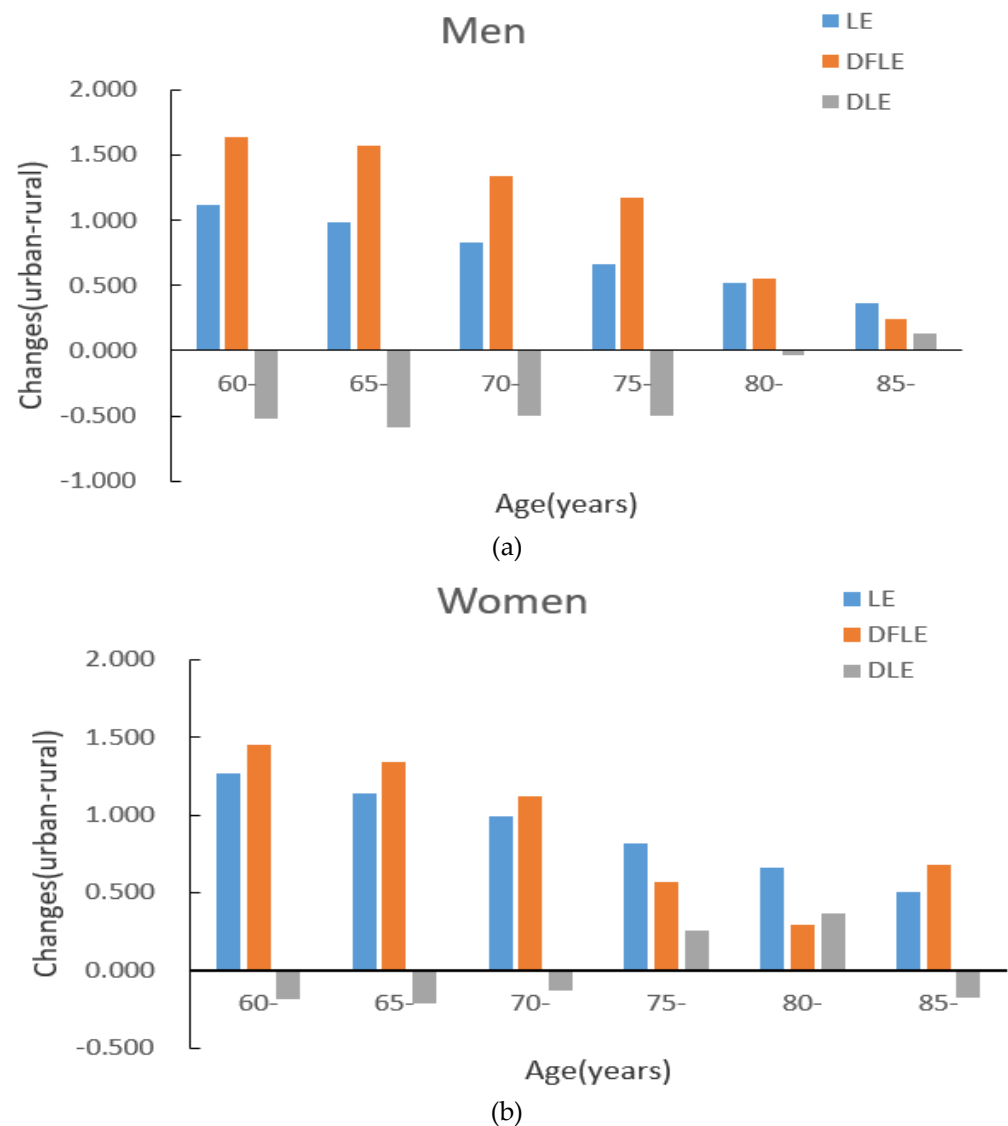 Men
LE
DFLE
DLE
Changes(urban-rural)
2.000
1.500
1.000
0.500
0.000
-0.500
-1.000
60- 65- 70- 75- 80- 85-
Age(years)
(a)
Women
LE
DFLE
DLE
Changes(urban-rural)
2.000
1.500
1.000
0.500
0.000
-0.500
60- 65- 70- 75- 80- 85-
Age(years)
(b)